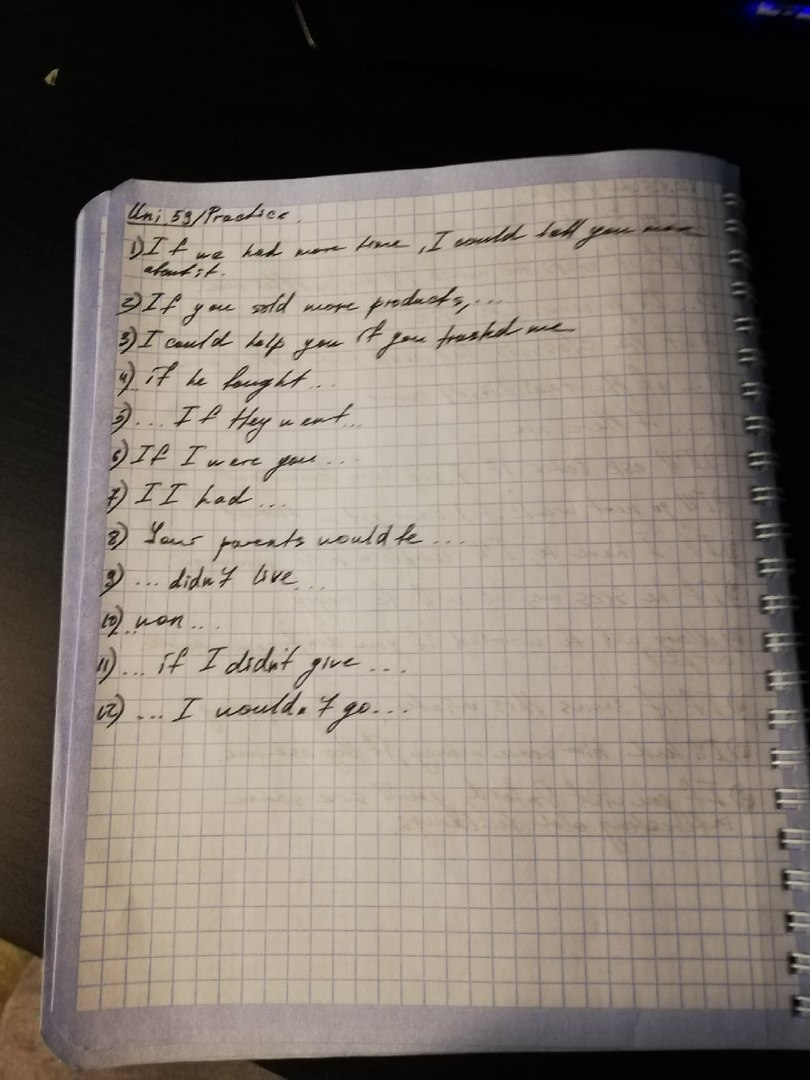 Uni 59/Practice.
1) If we had more time, I would tell you more
about it.
2) If you sold more products,...
3) I could help you if you trusted me
4) if he bought...
5) ... If they went...
6) If I were you...
7) II had...
8) Your parents would be...
9) ... didn't live...
10) won...
11) ... if I didn't give...
12) ... I wouldn't go...